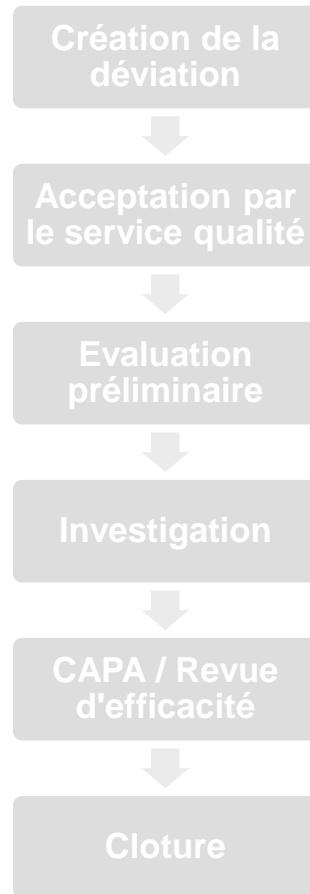 Création de la
déviation
Acceptation par
le service qualité
Evaluation
préliminaire
Investigation
CAPA / Revue
d'efficacité
Cloture